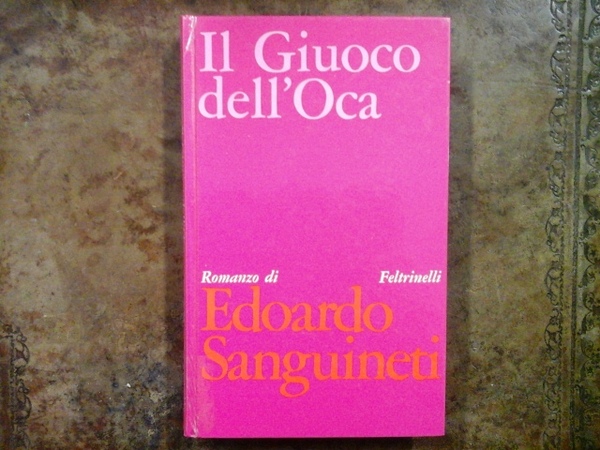 Il Giuoco
dell'Oca
Romanzo di Feltrinelli
Edoardo
Sanguineti